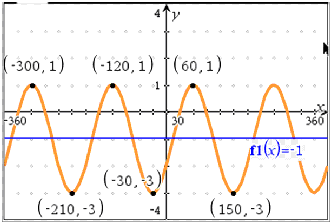 4 y
(-300, 1) (-120, 1) (60, 1)
1
x
-360 30 360
f1(x)=-1
(-30, -3)
(-210, -3) -4 (150, -3)